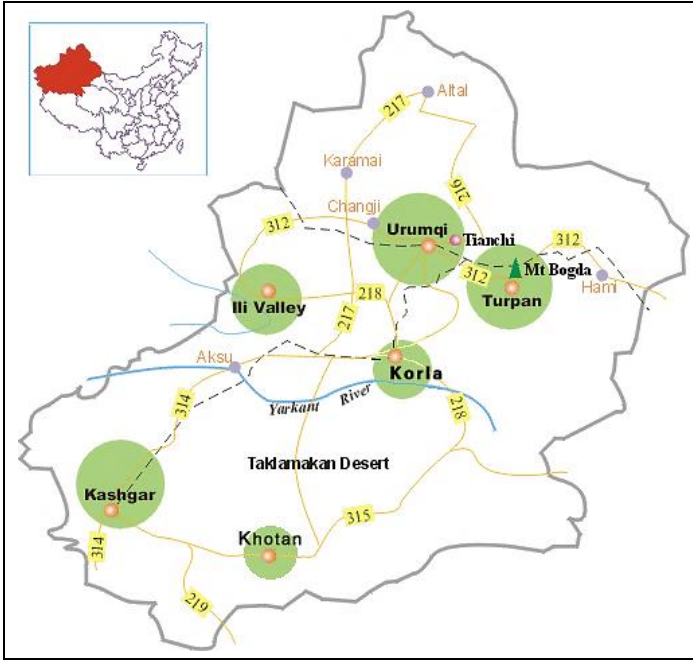 217
Altal
Karamai
216
Changji
312
Urumqi
Tianchi
312
312
Mt Bogda
Hami
Ili Valley
218
Turpan
217
Aksu
Korla
314
Yarkant River
218
Taklamakan Desert
Kashgar
315
Khotan
314
219